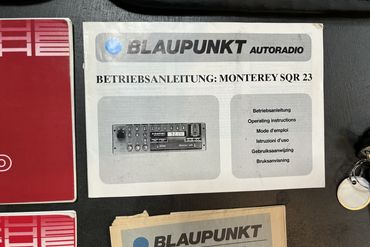 BLAUPUNKT AUTORADIO
BETRIEBSANLEITUNG: MONTEREY SQR 23
Betriebsanleitung
Operating instructions
Mode d'emploi
Istruzioni d'uso
Gebruiksaanwijzing
Bruksanvisning
BLAUPUNKT